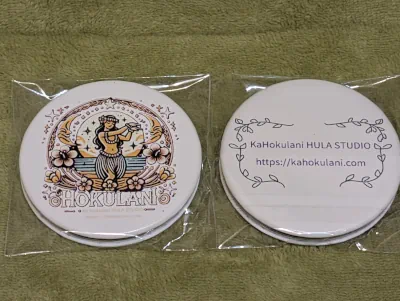 HOKULANI
KaHokulani HULA STUDIO
https://kahokulani.com